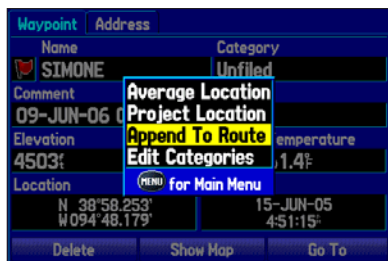 Waypoint Address
Name Category
SIMONE Unfiled
Comment
Average Location
09-JUN-06 Project Location
Elevation Append To Route emperature
4503 Edit Categories 1.4°F
Location MENU for Main Menu
N 38°58.253' 15-JUN-05
W094°48.179' 4:51:15
Delete Show Map Go To